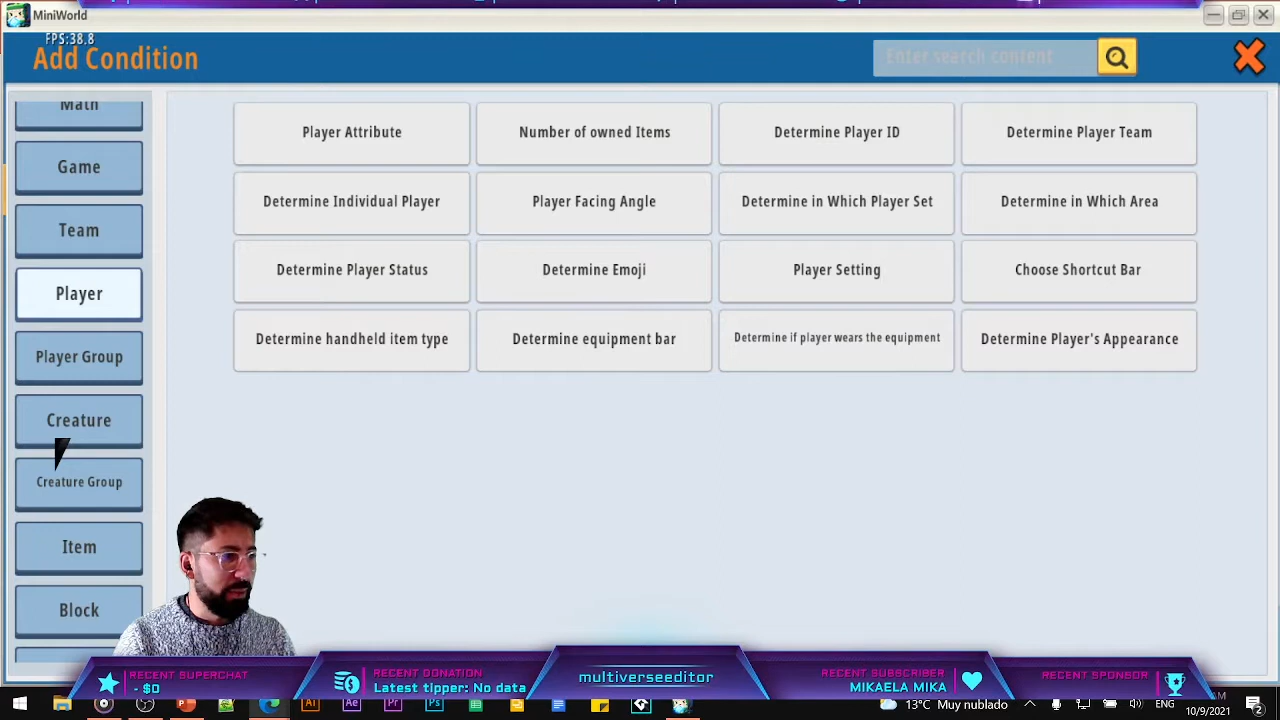 MiniWorld
FPS:38.8
Add Condition
Enter search content
Math
Game
Team
Player
Player Group
Creature
Creature Group
Item
Block
Player Attribute
Number of owned Items
Determine Player ID
Determine Player Team
Determine Individual Player
Player Facing Angle
Determine in Which Player Set
Determine in Which Area
Determine Player Status
Determine Emoji
Player Setting
Choose Shortcut Bar
Determine handheld item type
Determine equipment bar
Determine if player wears the equipment
Determine Player's Appearance
RECENT SUPERCHAT
- $0
RECENT DONATION
Latest tipper: No data
multiverseeditor
RECENT SUBSCRIBER
MIKAELA MIKA
RECENT SPONSOR
Ai
Ae
Pr
Ps
13°C Muy nublado
ENG
10/9/2021
2